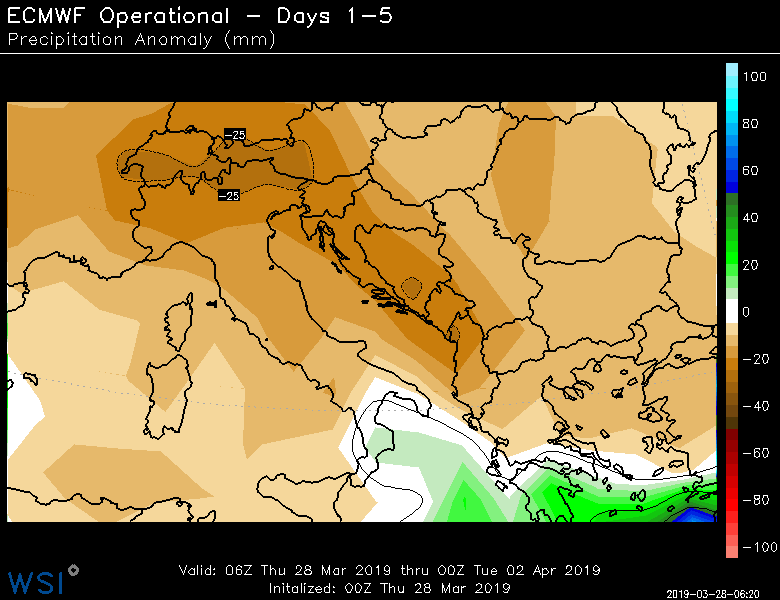 ECMWF Operational - Days 1-5
Precipitation Anomaly (mm)
-25
-25
100
80
60
40
20
0
-20
-40
-60
-80
-100
Valid: 06Z Thu 28 Mar 2019 thru 00Z Tue 02 Apr 2019
Initalized: 00Z Thu 28 Mar 2019
WSI
2019-03-28-06:20